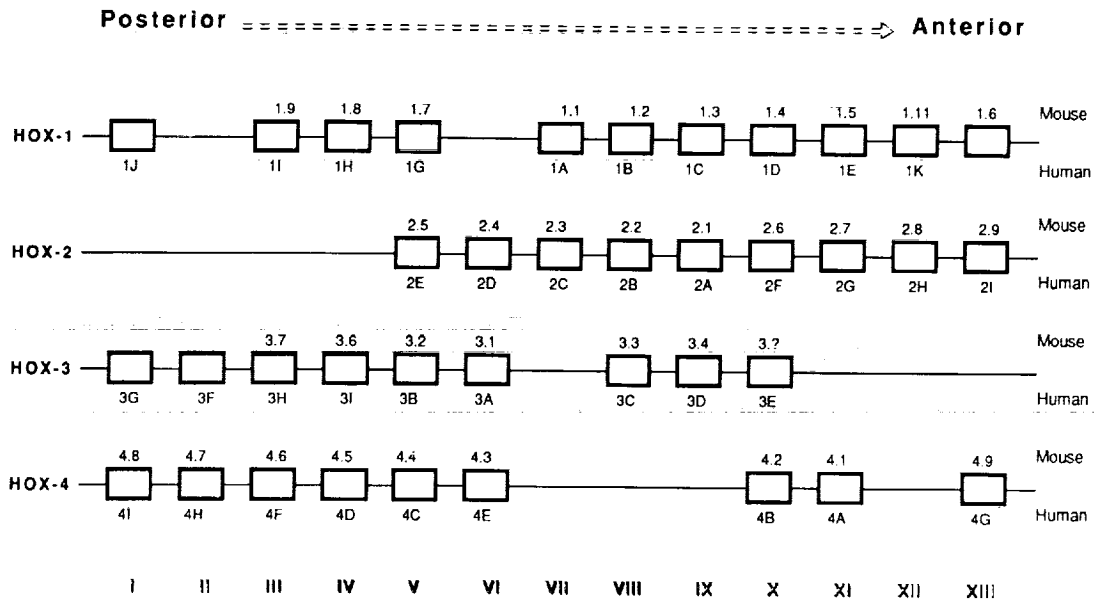 Posterior ================> Anterior
1.9 1.8 1.7 1.1 1.2 1.3 1.4 1.5 1.11 1.6 Mouse
HOX-1
1J 1I 1H 1G 1A 1B 1C 1D 1E 1K Human
2.5 2.4 2.3 2.2 2.1 2.6 2.7 2.8 2.9 Mouse
HOX-2
2E 2D 2C 2B 2A 2F 2G 2H 2I Human
3.7 3.6 3.2 3.1 3.3 3.4 3.? Mouse
HOX-3
3G 3F 3H 3I 3B 3A 3C 3D 3E Human
4.8 4.7 4.6 4.5 4.4 4.3 4.2 4.1 4.9 Mouse
HOX-4
4I 4H 4F 4D 4C 4E 4B 4A 4G Human
I II III IV V VI VII VIII IX X XI XII XIII